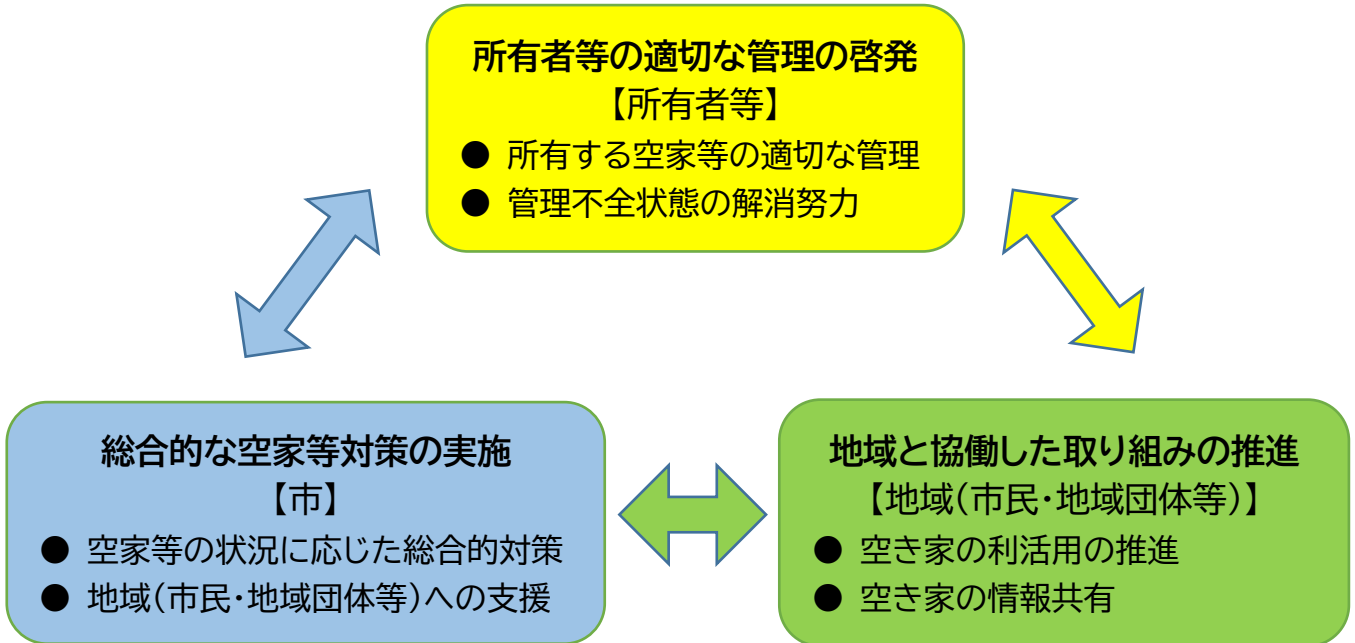 所有者等の適切な管理の啓発
【所有者等】
● 所有する空家等の適切な管理
● 管理不全状態の解消努力
総合的な空家等対策の実施
【市】
● 空家等の状況に応じた総合的対策
● 地域(市民・地域団体等)への支援
地域と協働した取り組みの推進
【地域(市民・地域団体等)】
● 空き家の利活用の推進
● 空き家の情報共有